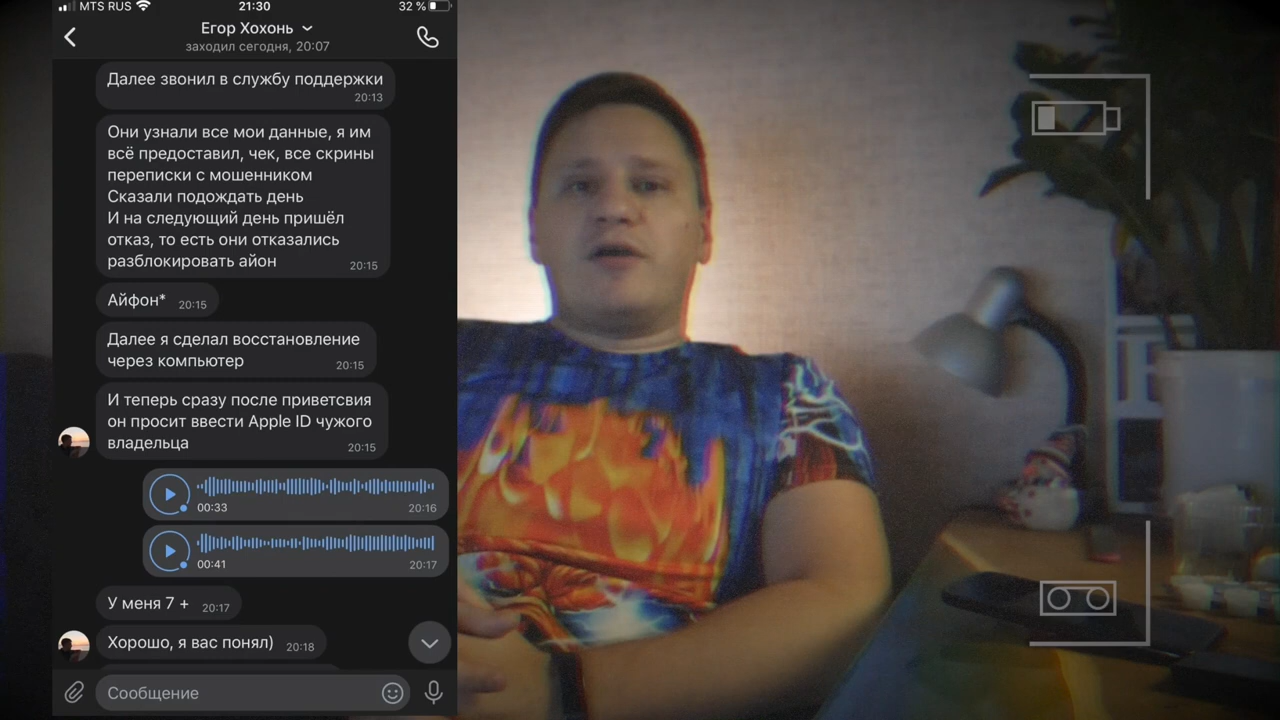 MTS RUS 21:30 32 %
Егор Хохонь
заходил сегодня, 20:07
Далее звонил в службу поддержки
20:13
Они узнали все мои данные, я им
всё предоставил, чек, все скрины
переписки с мошенником
Сказали подождать день
И на следующий день пришёл
отказ, то есть они отказались
разблокировать айон
20:15
Айфон* 20:15
Далее я сделал восстановление
через компьютер
20:15
И теперь сразу после приветсвия
он просит ввести Apple ID чужого
владельца
20:15
00:33 20:16
00:41 20:17
У меня 7 + 20:17
Хорошо, я вас понял) 20:18
Сообщение